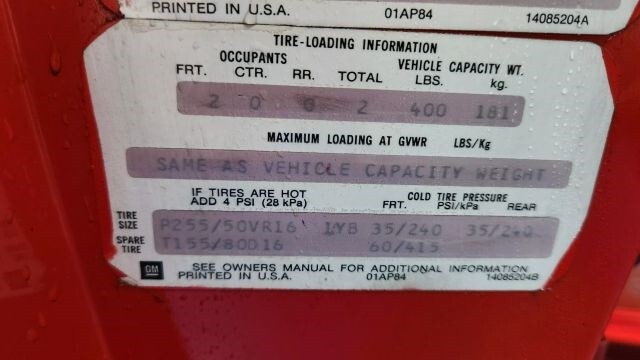 PRINTED IN U.S.A. 01AP84 14085204A
TIRE-LOADING INFORMATION
OCCUPANTS VEHICLE CAPACITY WT.
FRT. CTR. RR. TOTAL LBS. kg.
2 0 0 2 400 181
MAXIMUM LOADING AT GVWR LBS/Kg
SAME AS VEHICLE CAPACITY WEIGHT
IF TIRES ARE HOT COLD TIRE PRESSURE
ADD 4 PSI (28 kPa) FRT. PSI/kPa REAR
TIRE SIZE P255/50VR16 LYB 35/240 35/240
SPARE TIRE T155/80D16 60/415
GM SEE OWNERS MANUAL FOR ADDITIONAL INFORMATION
PRINTED IN U.S.A. 01AP84 14085204B